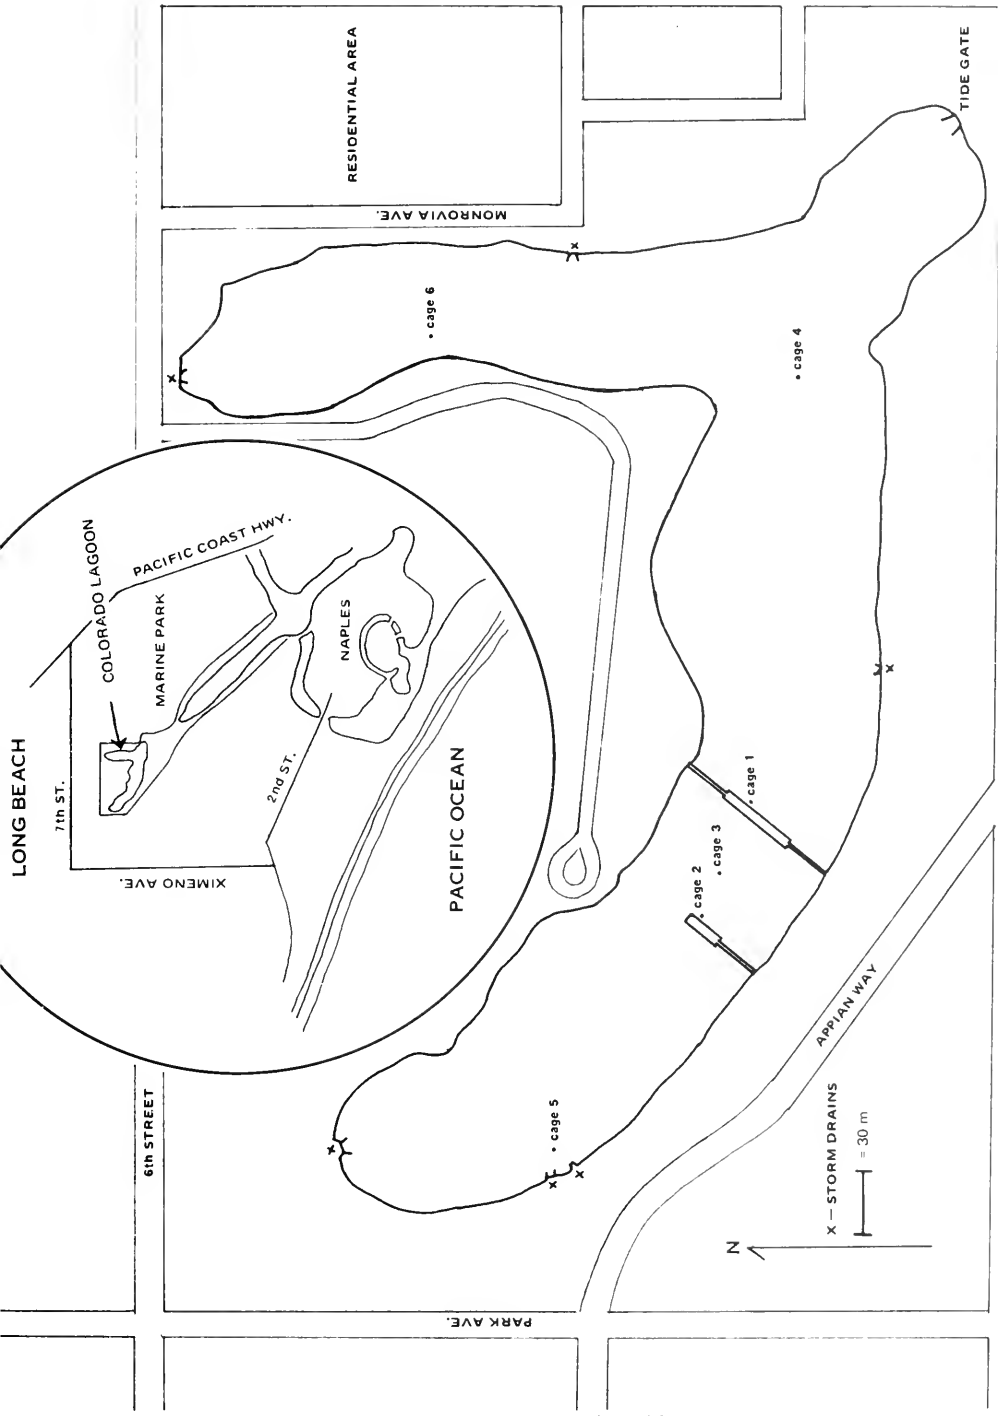 LONG BEACH
7th ST.
COLORADO LAGOON
MARINE PARK
PACIFIC COAST HWY.
XIMENO AVE.
2nd ST.
NAPLES
PACIFIC OCEAN
6th STREET
PARK AVE.
MONROVIA AVE.
RESIDENTIAL AREA
TIDE GATE
x
x
x
x
x
x
• cage 6
• cage 4
• cage 1
• cage 3
• cage 2
• cage 5
APPIAN WAY
N
x — STORM DRAINS
= 30 m